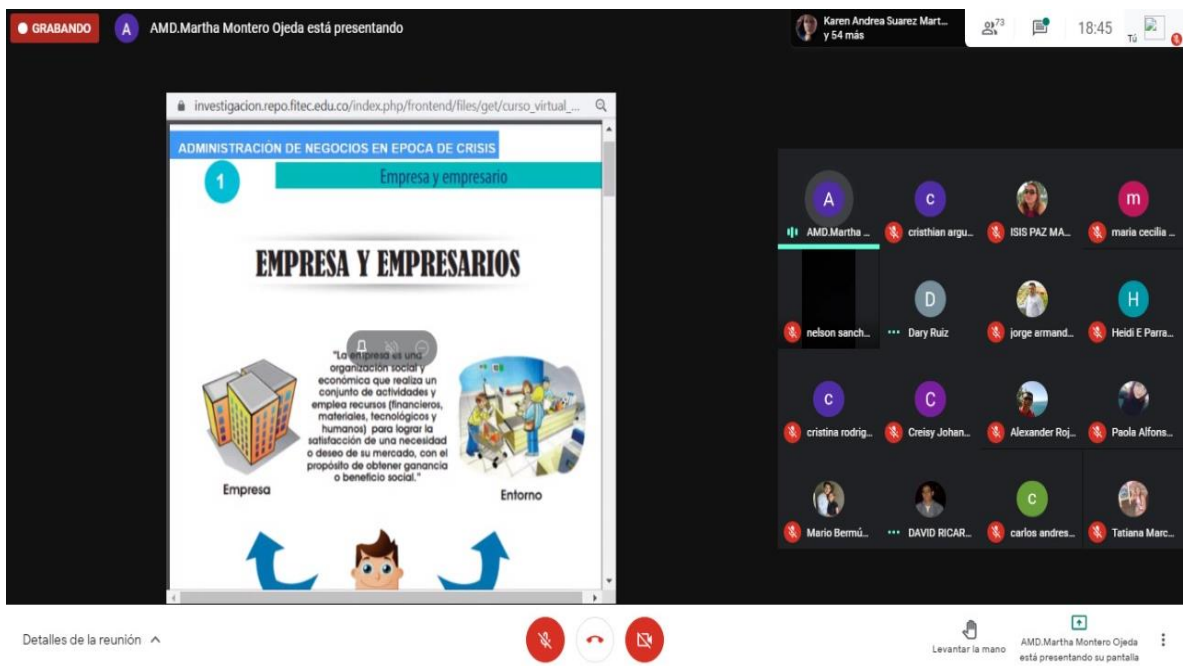 GRABANDO
A
AMD.Martha Montero Ojeda está presentando
Karen Andrea Suarez Mart...
y 54 más
73
18:45
Tú
investigacion.repo.fitec.edu.co/index.php/frontend/files/get/curso_virtual_...
ADMINISTRACIÓN DE NEGOCIOS EN EPOCA DE CRISIS
1
Empresa y empresario
EMPRESA Y EMPRESARIOS
"La empresa es una
organización social y
económica que realiza un
conjunto de actividades y
emplea recursos (financieros,
materiales, tecnológicos y
humanos) para lograr la
satisfacción de una necesidad
o deseo de su mercado, con el
propósito de obtener ganancia
o beneficio social."
Empresa
Entorno
A
c
m
AMD.Martha ...
cristhian argu...
ISIS PAZ MA...
maria cecilia ...
D
H
nelson sanch...
Dary Ruiz
jorge armand...
Heidi E Parra...
c
C
cristina rodrig...
Creisy Johan...
Alexander Roj...
Paola Alfons...
c
Mario Bermú...
DAVID RICAR...
carlos andres...
Tatiana Marc...
Detalles de la reunión
Levantar la mano
AMD.Martha Montero Ojeda
está presentando su pantalla